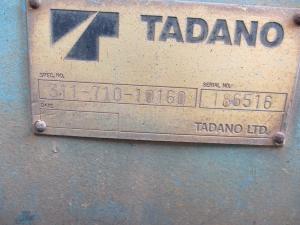 TADANO
SPEC. NO. SERIAL NO.
311-710-10160 186516
DATE
TADANO LTD.